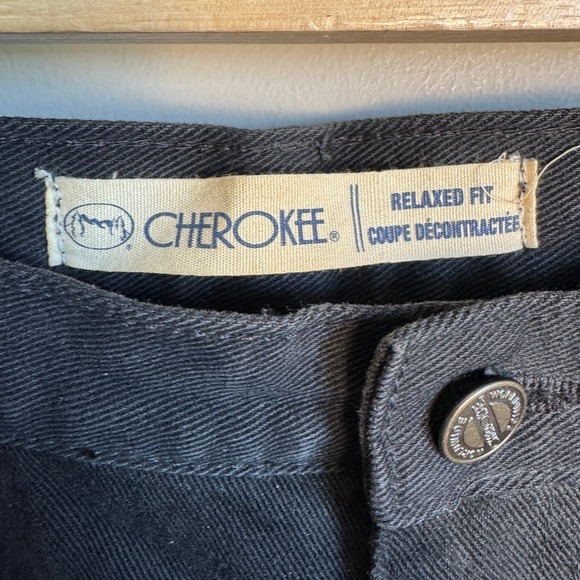 CHEROKEE®
RELAXED FIT
COUPE DÉCONTRACTÉE